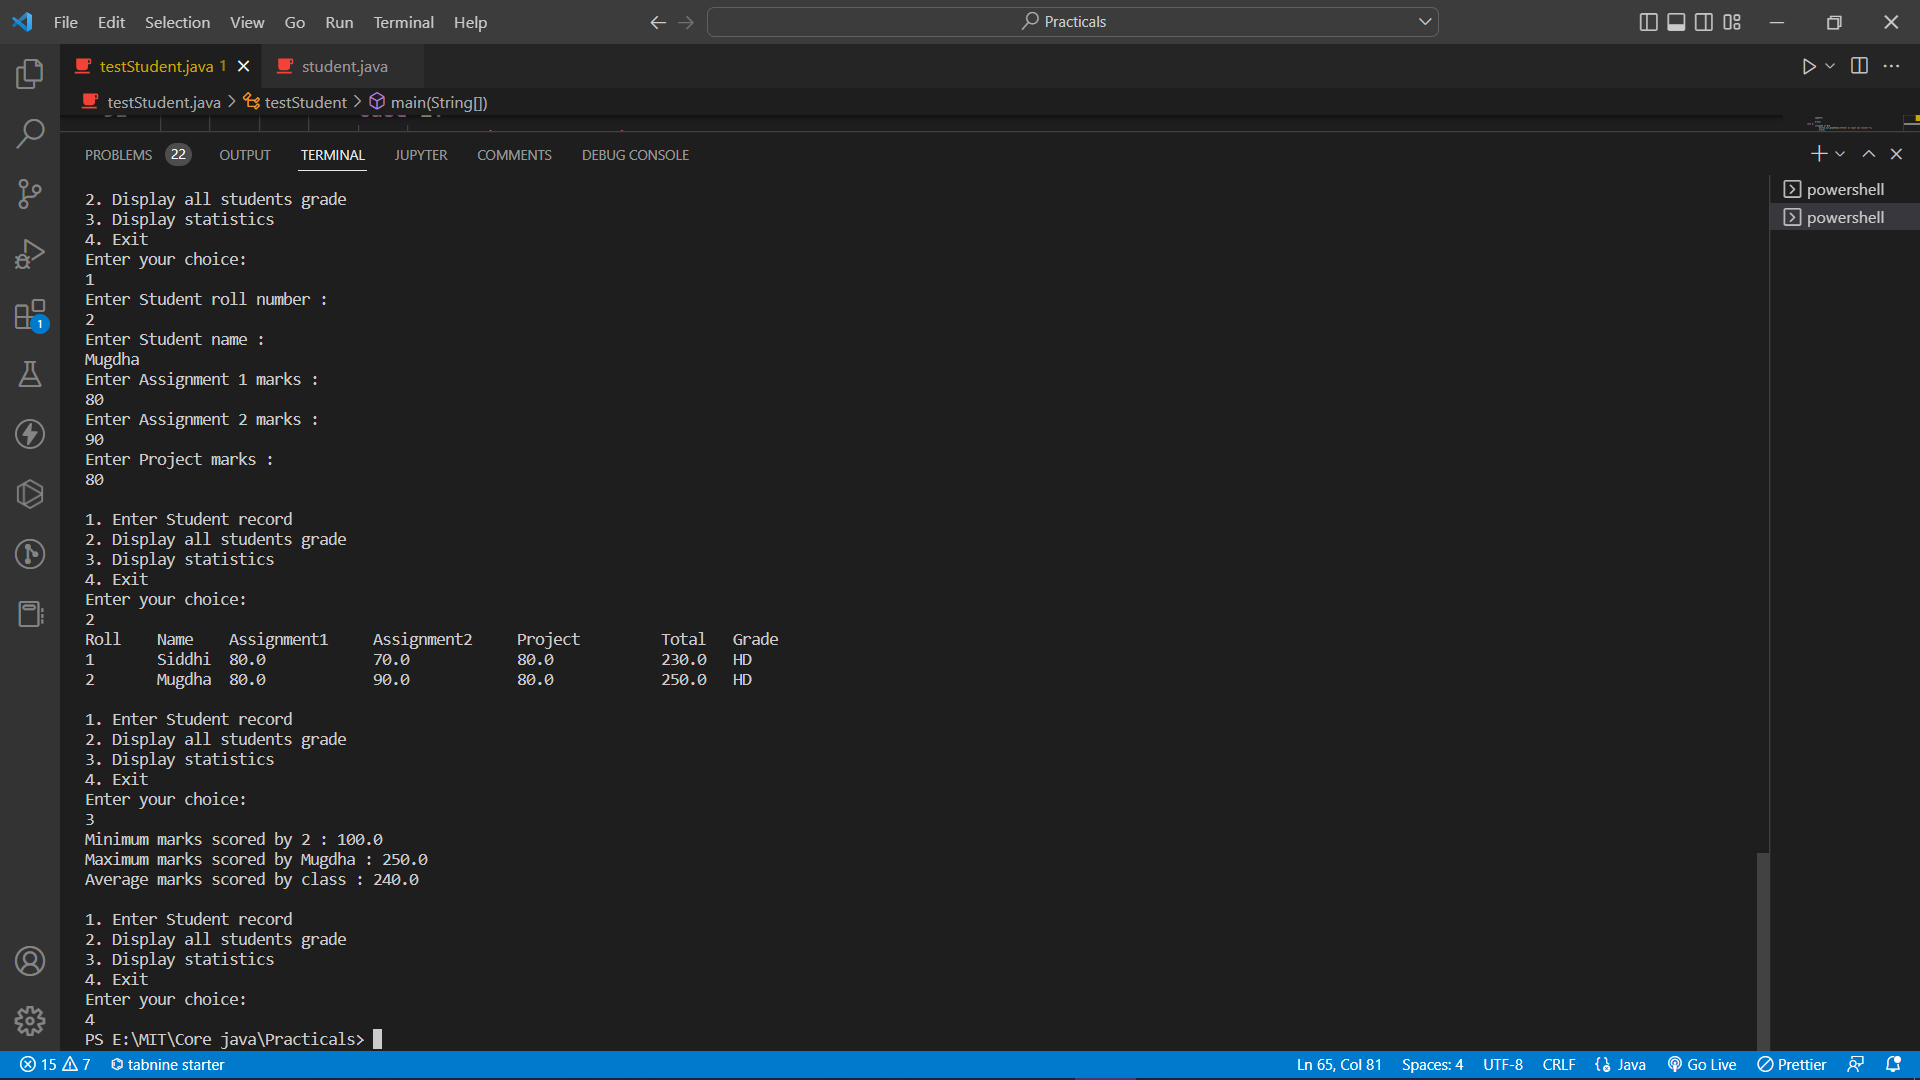 File Edit Selection View Go Run Terminal Help
Practicals
testStudent.java 1
student.java
testStudent.java > testStudent > main(String[])
PROBLEMS 22 OUTPUT TERMINAL JUPYTER COMMENTS DEBUG CONSOLE
powershell
powershell
2. Display all students grade
3. Display statistics
4. Exit
Enter your choice:
1
Enter Student roll number :
2
Enter Student name :
Mugdha
Enter Assignment 1 marks :
80
Enter Assignment 2 marks :
90
Enter Project marks :
80
1. Enter Student record
2. Display all students grade
3. Display statistics
4. Exit
Enter your choice:
2
Roll Name Assignment1 Assignment2 Project Total Grade
1 Siddhi 80.0 70.0 80.0 230.0 HD
2 Mugdha 80.0 90.0 80.0 250.0 HD
1. Enter Student record
2. Display all students grade
3. Display statistics
4. Exit
Enter your choice:
3
Minimum marks scored by 2 : 100.0
Maximum marks scored by Mugdha : 250.0
Average marks scored by class : 240.0
1. Enter Student record
2. Display all students grade
3. Display statistics
4. Exit
Enter your choice:
4
PS E:\MIT\Core java\Practicals>
1
15 7 tabnine starter
Ln 65, Col 81 Spaces: 4 UTF-8 CRLF Java Go Live Prettier